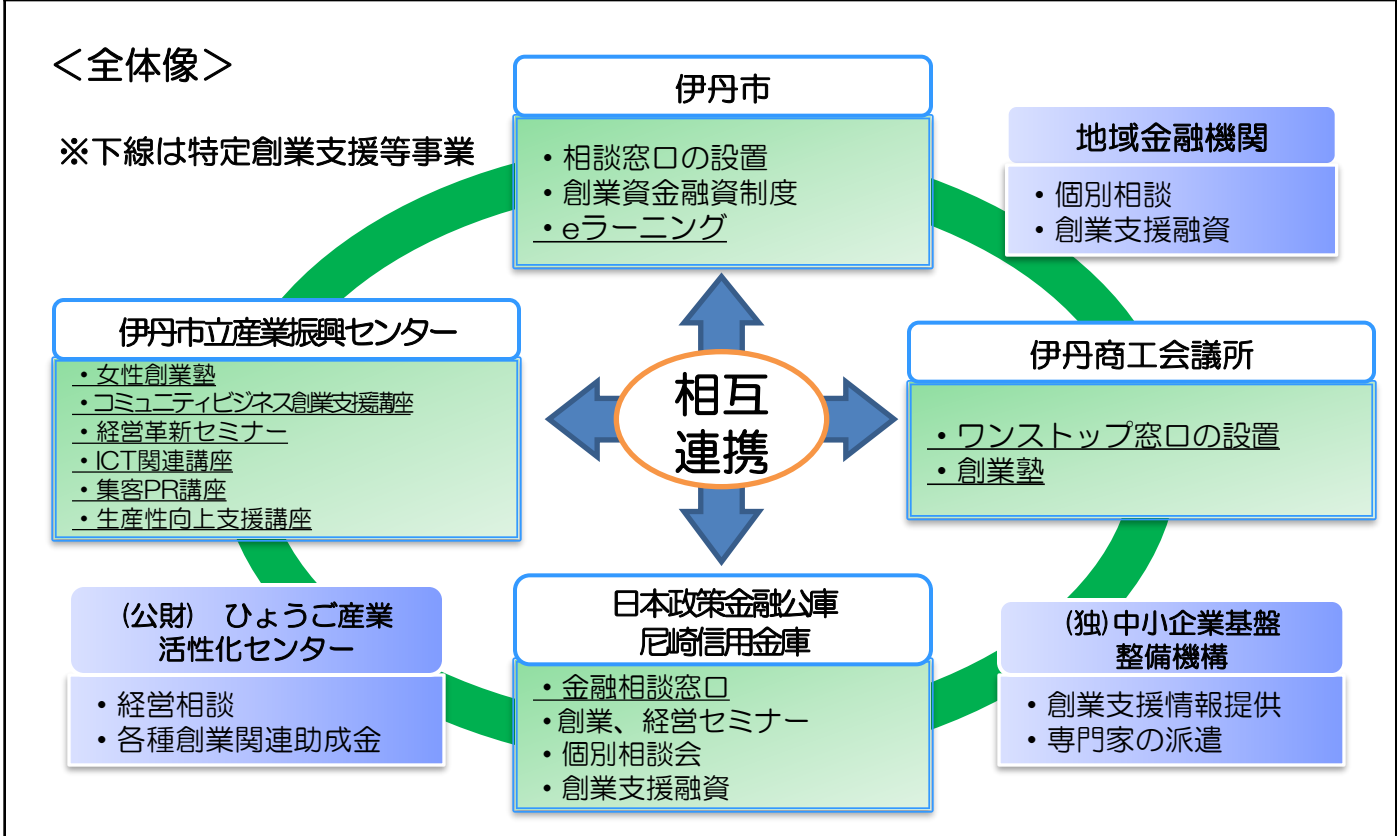 ＜全体像＞
※下線は特定創業支援等事業
伊丹市
・相談窓口の設置
・創業資金融資制度
・eラーニング
地域金融機関
・個別相談
・創業支援融資
伊丹市立産業振興センター
・女性創業塾
・コミュニティビジネス創業支援講座
・経営革新セミナー
・ICT関連講座
・集客PR講座
・生産性向上支援講座
相互
連携
伊丹商工会議所
・ワンストップ窓口の設置
・創業塾
(公財)　ひょうご産業
活性化センター
・経営相談
・各種創業関連助成金
日本政策金融公庫
尼崎信用金庫
・金融相談窓口
・創業、経営セミナー
・個別相談会
・創業支援融資
(独)中小企業基盤
整備機構
・創業支援情報提供
・専門家の派遣